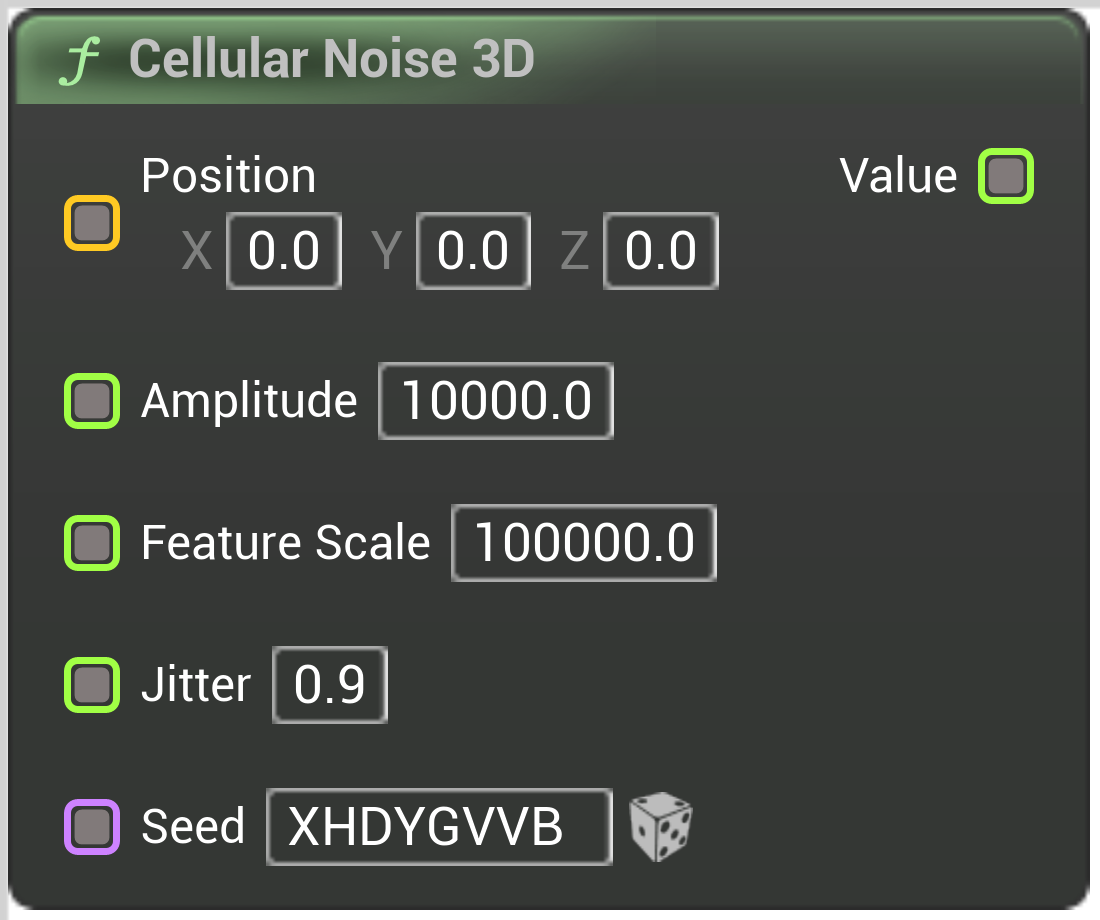 f Cellular Noise 3D
Position
Value
X 0.0 Y 0.0 Z 0.0
Amplitude 10000.0
Feature Scale 100000.0
Jitter 0.9
Seed XHDYGVVB